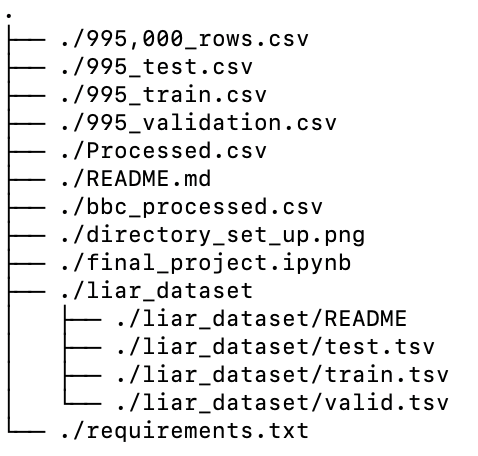 .
├── ./995,000_rows.csv
├── ./995_test.csv
├── ./995_train.csv
├── ./995_validation.csv
├── ./Processed.csv
├── ./README.md
├── ./bbc_processed.csv
├── ./directory_set_up.png
├── ./final_project.ipynb
├── ./liar_dataset
│   ├── ./liar_dataset/README
│   ├── ./liar_dataset/test.tsv
│   ├── ./liar_dataset/train.tsv
│   └── ./liar_dataset/valid.tsv
└── ./requirements.txt